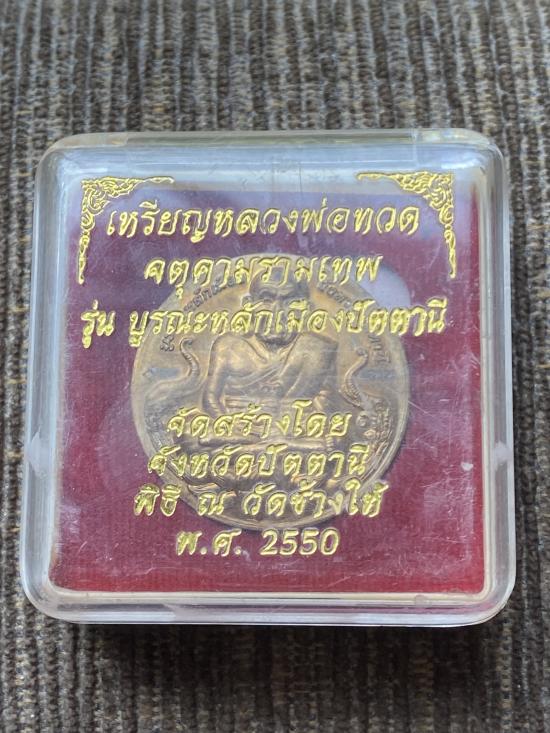 เหรียญหลวงพ่อทวด
จตุคามรามเทพ
รุ่น บูรณะหลักเมืองปัตตานี
จัดสร้างโดย
จังหวัดปัตตานี
พิธี ณ วัดช้างให้
พ.ศ. 2550